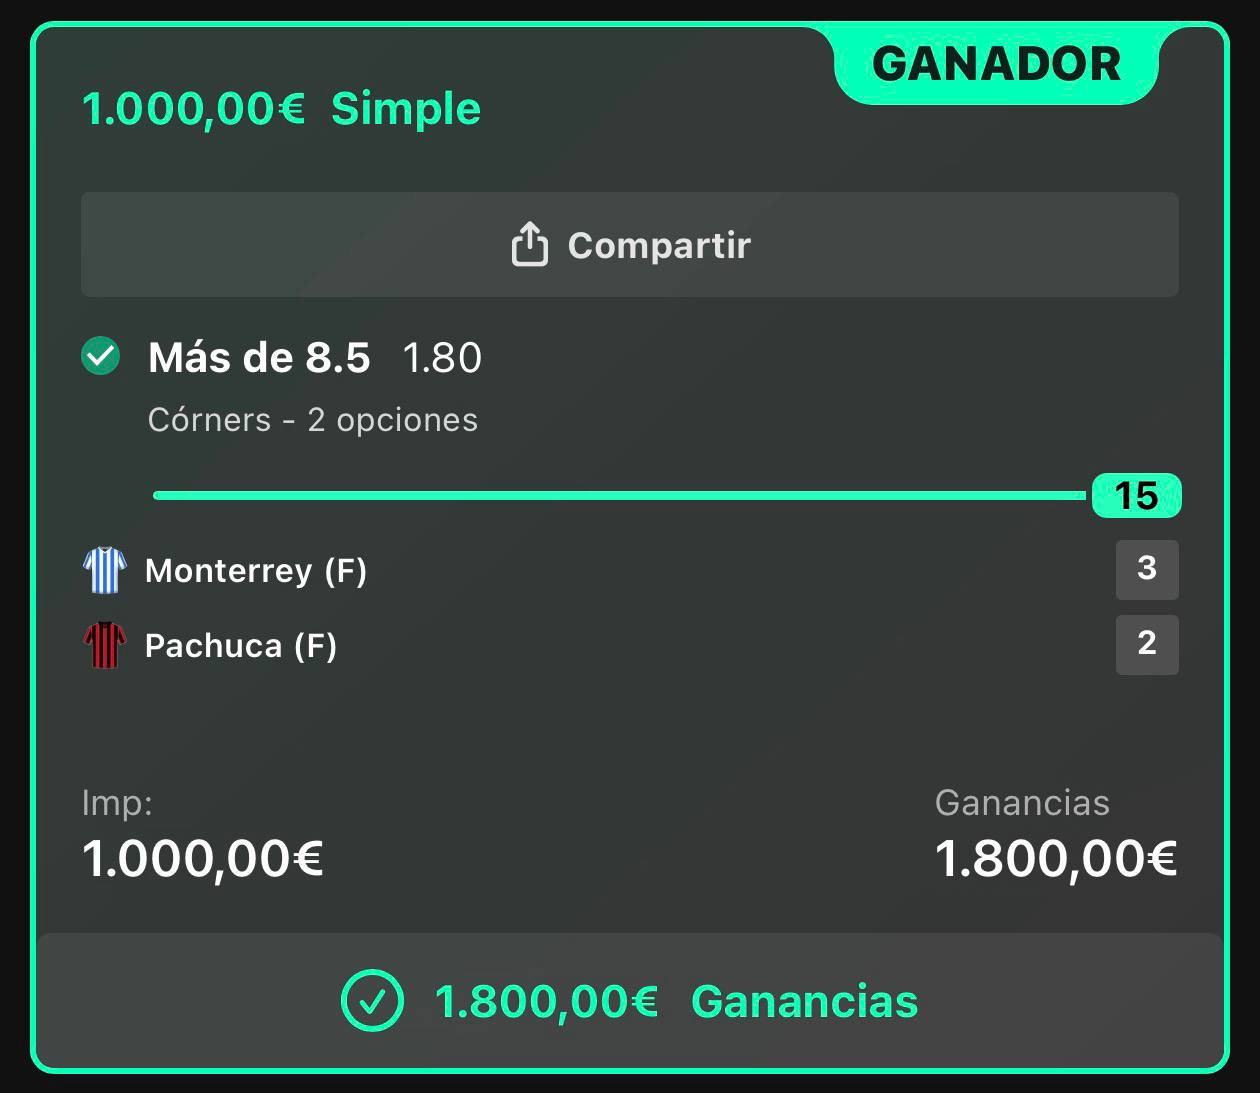 GANADOR
1.000,00€ Simple
Compartir
Más de 8.5 1.80
Córners - 2 opciones
15
Monterrey (F) 3
Pachuca (F) 2
Imp: Ganancias
1.000,00€ 1.800,00€
1.800,00€ Ganancias